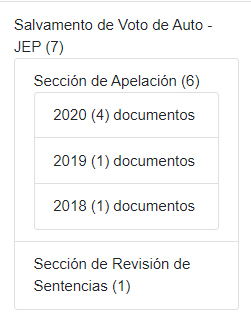 Salvamento de Voto de Auto -
JEP (7)
Sección de Apelación (6)
2020 (4) documentos
2019 (1) documentos
2018 (1) documentos
Sección de Revisión de
Sentencias (1)